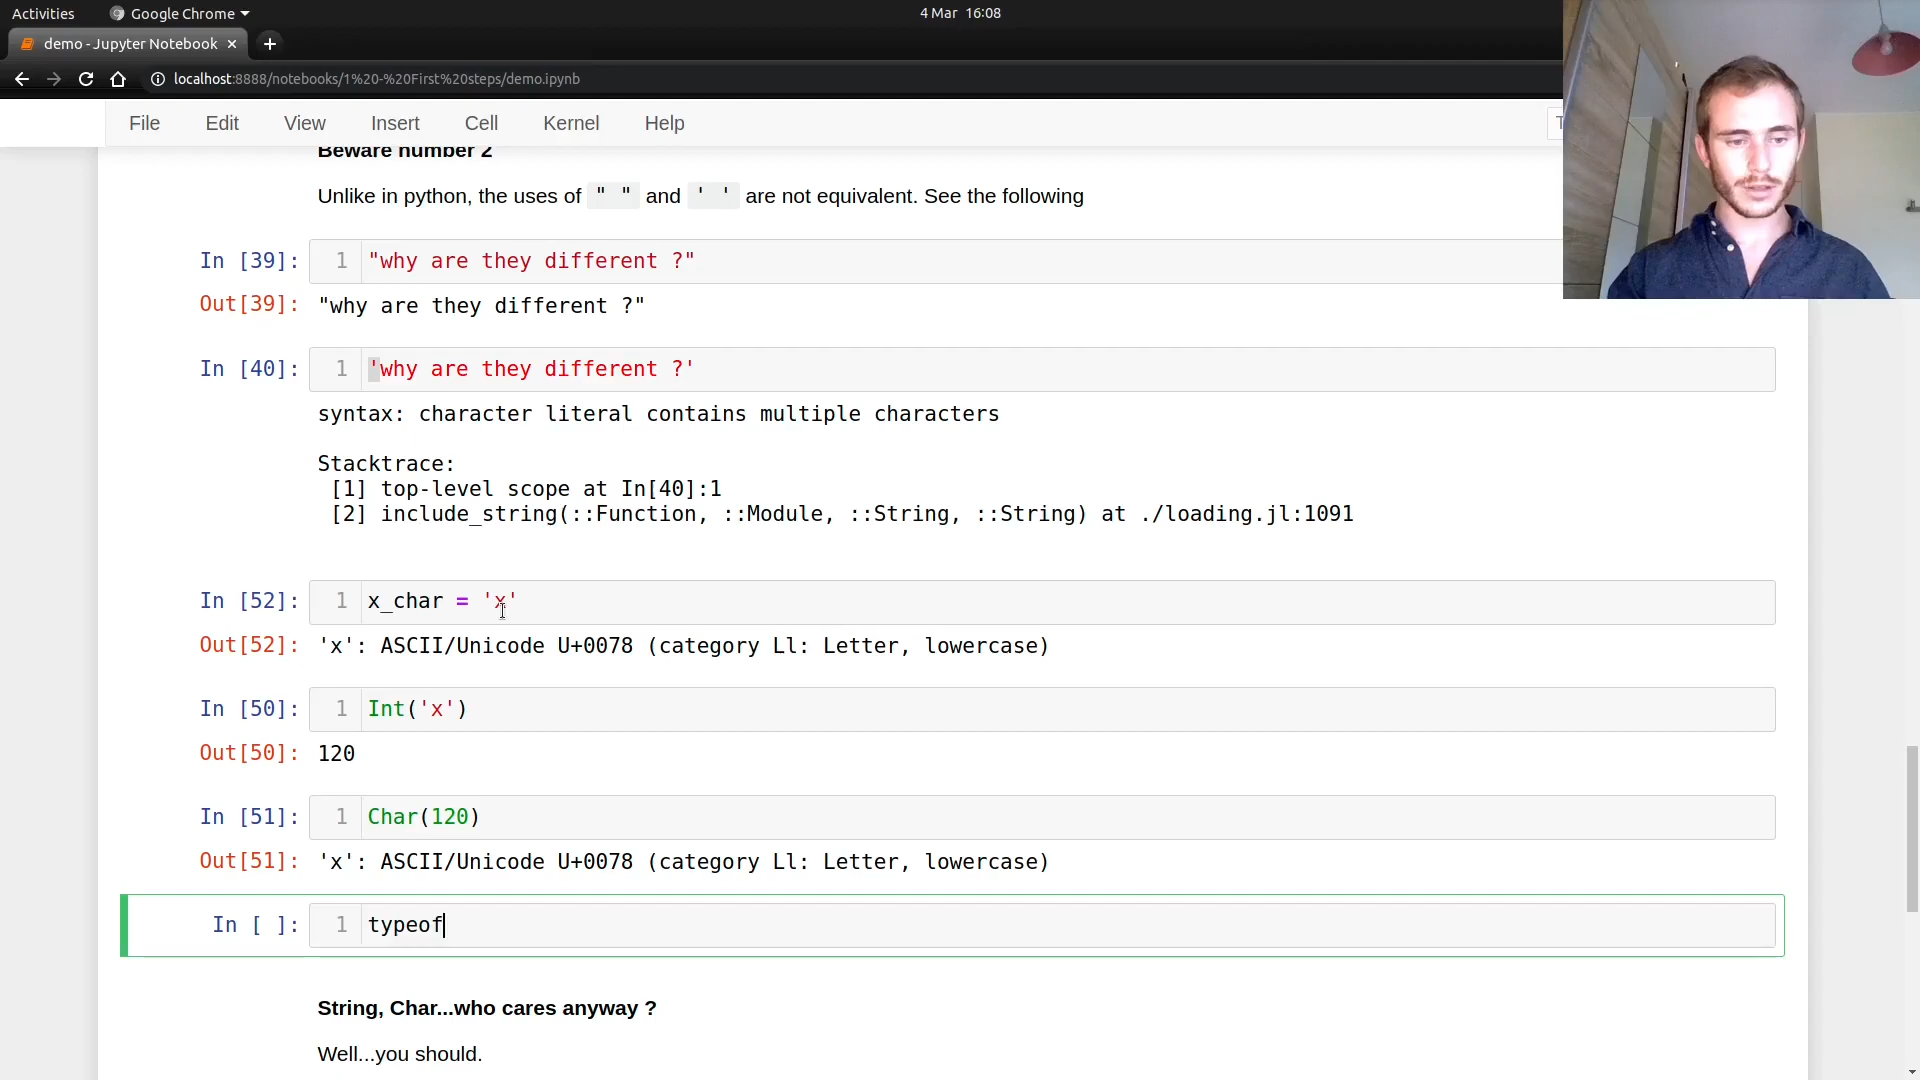 Activities Google Chrome 4 Mar 16:08
demo - Jupyter Notebook × +
localhost:8888/notebooks/1%20-%20First%20steps/demo.ipynb
File Edit View Insert Cell Kernel Help T
Beware number 2
Unlike in python, the uses of " " and ' ' are not equivalent. See the following
In [39]: 1 "why are they different ?"
Out[39]: "why are they different ?"
In [40]: 1 'why are they different ?'
syntax: character literal contains multiple characters
Stacktrace:
[1] top-level scope at In[40]:1
[2] include_string(::Function, ::Module, ::String, ::String) at ./loading.jl:1091
In [52]: 1 x_char = 'x'
Out[52]: 'x': ASCII/Unicode U+0078 (category Ll: Letter, lowercase)
In [50]: 1 Int('x')
Out[50]: 120
In [51]: 1 Char(120)
Out[51]: 'x': ASCII/Unicode U+0078 (category Ll: Letter, lowercase)
In [ ]: 1 typeof
String, Char...who cares anyway ?
Well...you should.